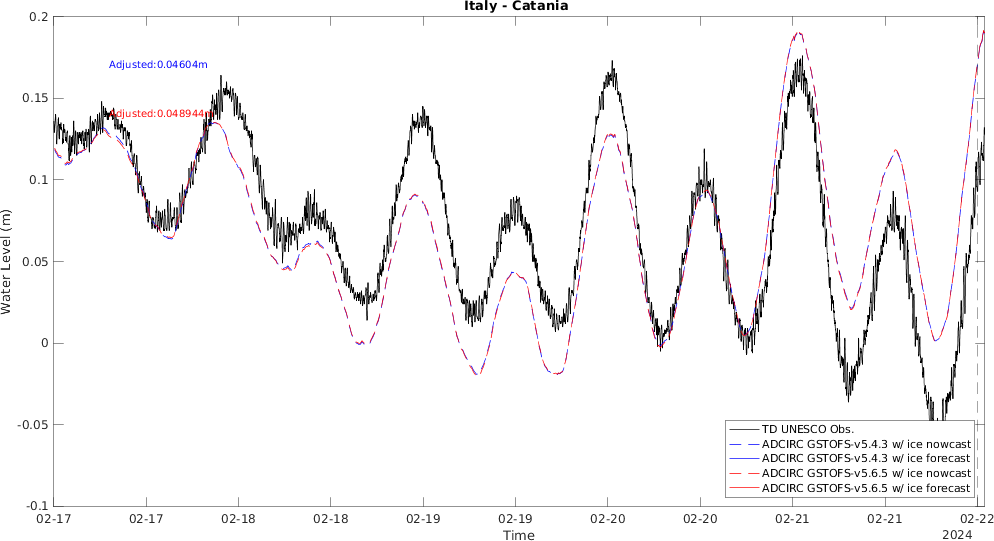 Italy - Catania
0.2
0.15
0.1
0.05
0
-0.05
-0.1
Water Level (m)
Adjusted:0.04604m
Adjusted:0.048944m
TD UNESCO Obs.
ADCIRC GSTOFS-v5.4.3 w/ ice nowcast
ADCIRC GSTOFS-v5.4.3 w/ ice forecast
ADCIRC GSTOFS-v5.6.5 w/ ice nowcast
ADCIRC GSTOFS-v5.6.5 w/ ice forecast
02-17 02-17 02-18 02-18 02-19 02-19 02-20 02-20 02-21 02-21 02-22
Time
2024